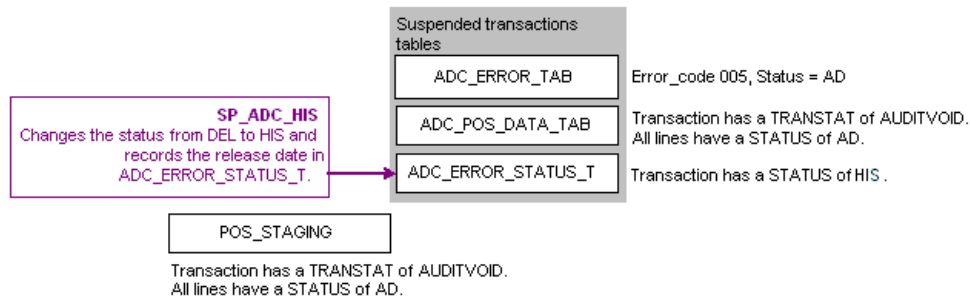 Suspended transactions
tables
ADC_ERROR_TAB
Error_code 005, Status = AD
SP_ADC_HIS
Changes the status from DEL to HIS and
records the release date in
ADC_ERROR_STATUS_T.
ADC_POS_DATA_TAB
Transaction has a TRANSTAT of AUDITVOID.
All lines have a STATUS of AD.
ADC_ERROR_STATUS_T
Transaction has a STATUS of HIS .
POS_STAGING
Transaction has a TRANSTAT of AUDITVOID.
All lines have a STATUS of AD.